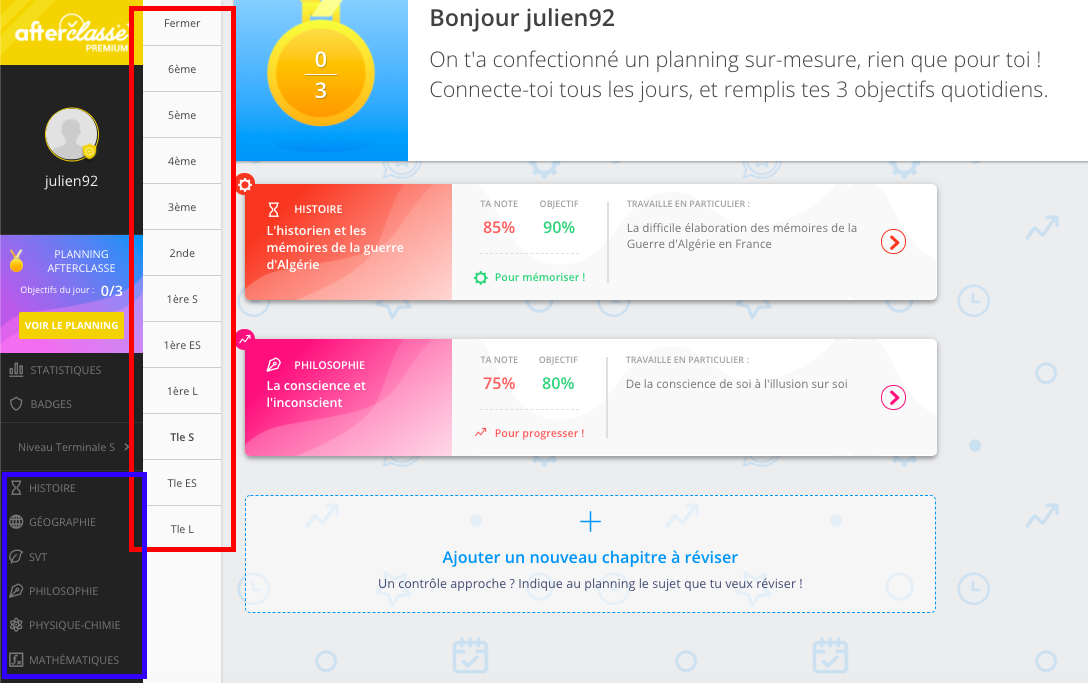 afterclasse
PREMIUM
julien92
PLANNING
AFTERCLASSE
Objectifs du jour : 0/3
VOIR LE PLANNING
STATISTIQUES
BADGES
Niveau Terminale S >
HISTOIRE
GÉOGRAPHIE
SVT
PHILOSOPHIE
PHYSIQUE-CHIMIE
MATHÉMATIQUES
Fermer
6ème
5ème
4ème
3ème
2nde
1ère S
1ère ES
1ère L
Tle S
Tle ES
Tle L
0
3
Bonjour julien92
On t'a confectionné un planning sur-mesure, rien que pour toi !
Connecte-toi tous les jours, et remplis tes 3 objectifs quotidiens.
HISTOIRE
L'historien et les
mémoires de la guerre
d'Algérie
TA NOTE OBJECTIF
85% 90%
Pour mémoriser !
TRAVAILLE EN PARTICULIER :
La difficile élaboration des mémoires de la
Guerre d'Algérie en France
PHILOSOPHIE
La conscience et
l'inconscient
TA NOTE OBJECTIF
75% 80%
Pour progresser !
TRAVAILLE EN PARTICULIER :
De la conscience de soi à l'illusion sur soi
Ajouter un nouveau chapitre à réviser
Un contrôle approche ? Indique au planning le sujet que tu veux réviser !